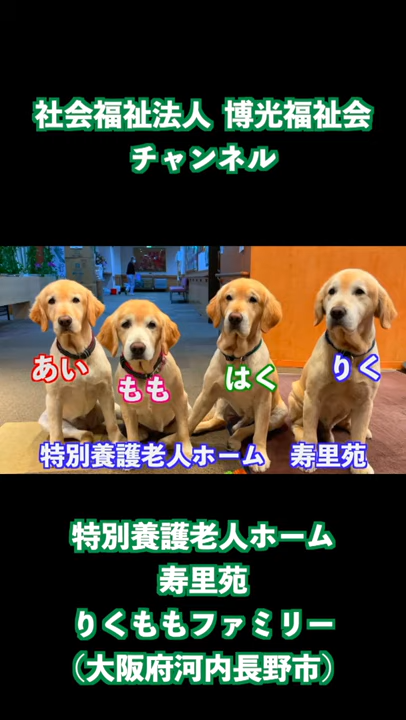 社会福祉法人 博光福祉会
チャンネル
あい
もも
はく
りく
特別養護老人ホーム 寿里苑
特別養護老人ホーム
寿里苑
りくももファミリー
（大阪府河内長野市）